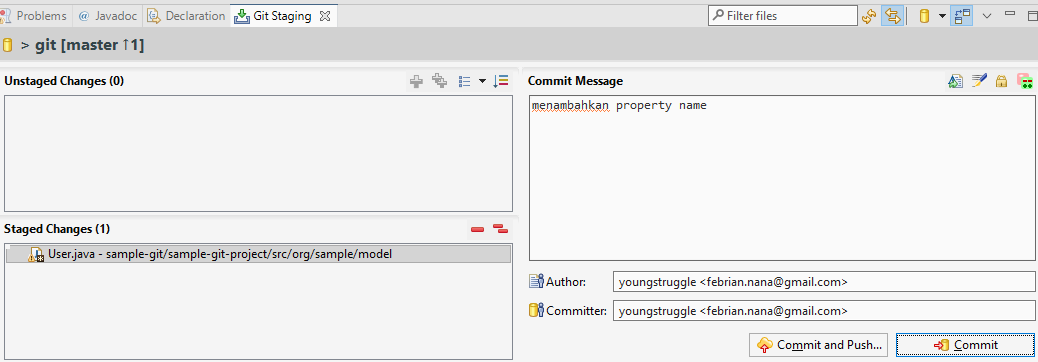 Problems @ Javadoc Declaration Git Staging
Filter files
> git [master ↑1]
Unstaged Changes (0)
Commit Message
menambahkan property name
Staged Changes (1)
User.java - sample-git/sample-git-project/src/org/sample/model
Author: youngstruggle <febrian.nana@gmail.com>
Committer: youngstruggle <febrian.nana@gmail.com>
Commit and Push... Commit